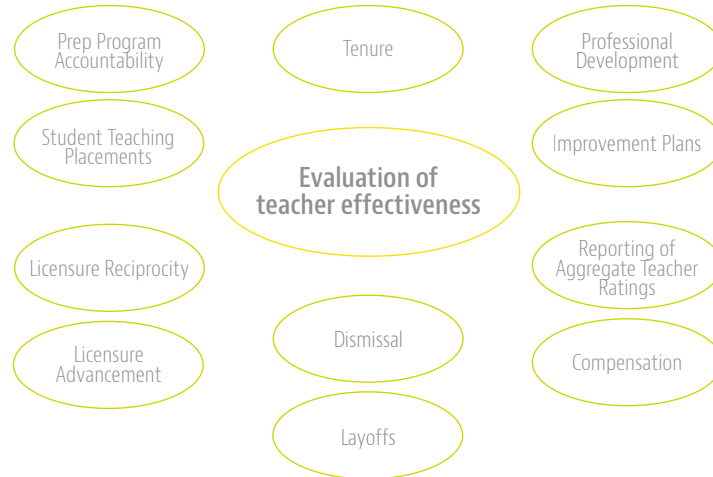 Prep Program
Accountability
Tenure
Professional
Development
Student Teaching
Placements
Improvement Plans
Evaluation of
teacher effectiveness
Licensure Reciprocity
Reporting of
Aggregate Teacher
Ratings
Dismissal
Licensure
Advancement
Compensation
Layoffs